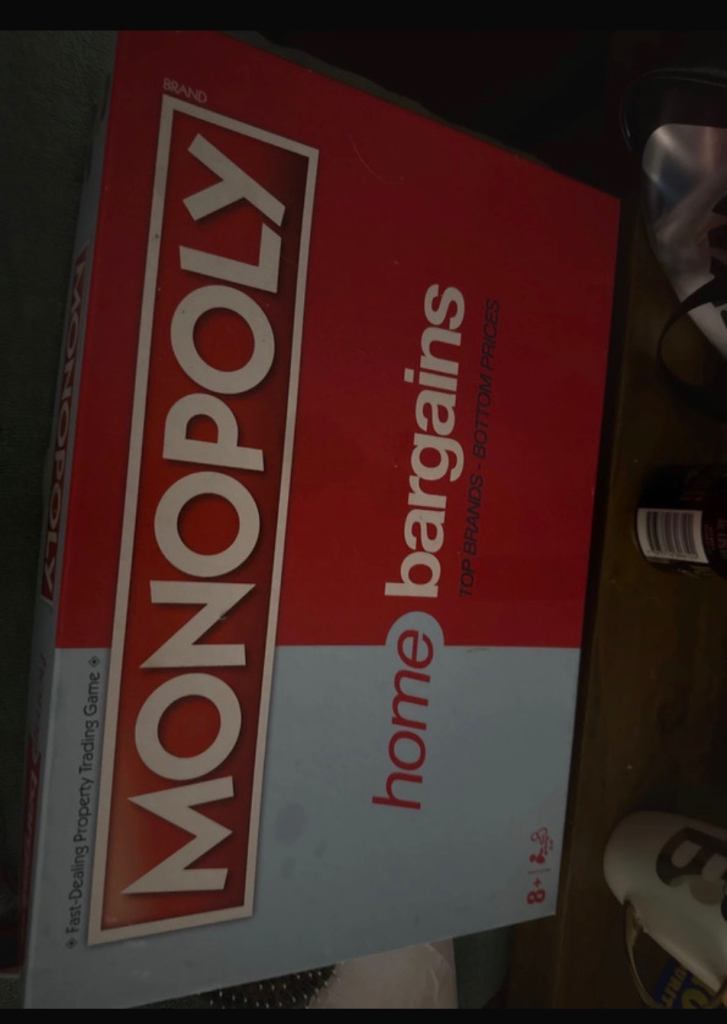 ◈ Fast-Dealing Property Trading Game ◈
BRAND
MONOPOLY
home bargains
TOP BRANDS - BOTTOM PRICES
8+
MONOPOLY